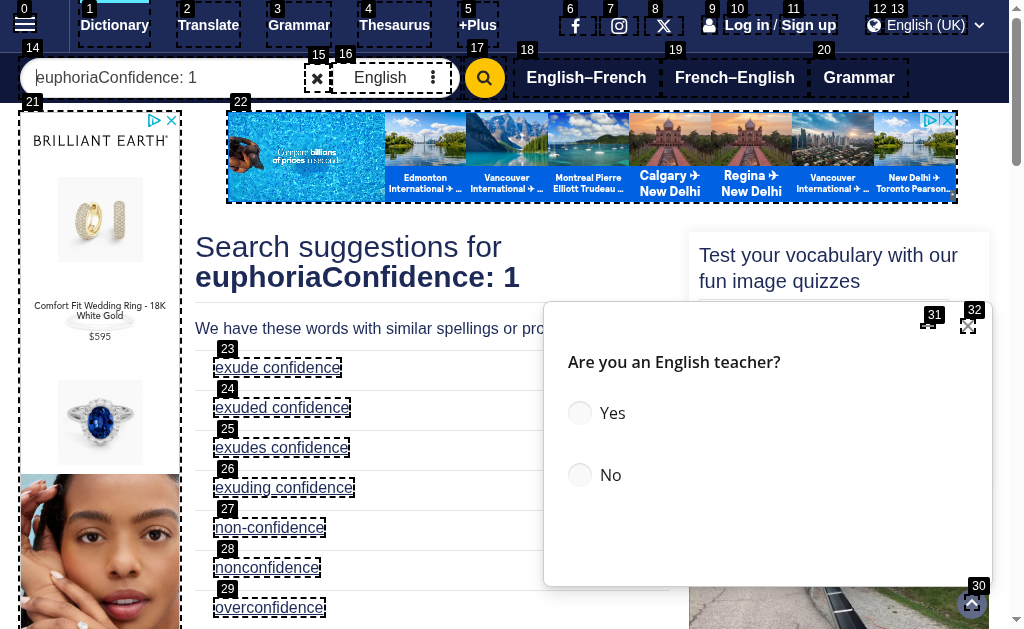 0 1 2 3 4 5 6 7 8 9 10 12 13
Dictionary Translate Grammar Thesaurus +Plus Log in / Sign up English (UK)
14 15 16 17 18 19 20
euphoriaConfidence: 1 English English–French French–English Grammar
21 22
BRILLIANT EARTH
Compare billions
of prices in seconds
Edmonton
International ✈ ...
Vancouver
International ✈ ...
Montreal Pierre
Elliott Trudeau ...
Calgary ✈
New Delhi
Regina ✈
New Delhi
Vancouver
International ✈ ...
New Delhi ✈
Toronto Pearson...
Comfort Fit Wedding Ring - 18K
White Gold
$595
Search suggestions for
euphoriaConfidence: 1
We have these words with similar spellings or pro
23
exude confidence
24
exuded confidence
25
exudes confidence
26
exuding confidence
27
non-confidence
28
nonconfidence
29
overconfidence
Test your vocabulary with our
fun image quizzes
31 32
Are you an English teacher?
Yes
No
30